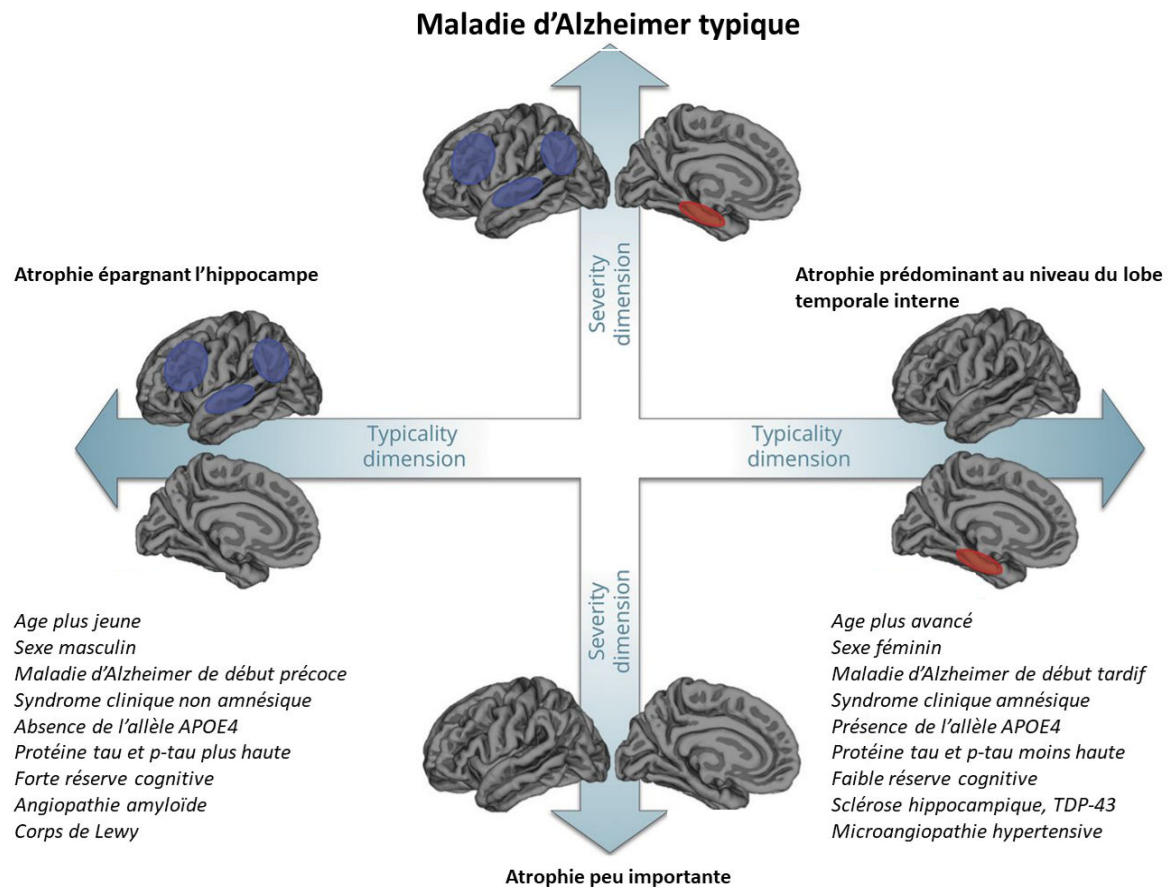 Maladie d'Alzheimer typique
Severity
dimension
Atrophie épargnant l'hippocampe
Atrophie prédominant au niveau du lobe
temporale interne
Typicality
dimension
Typicality
dimension
Severity
dimension
Age plus jeune
Sexe masculin
Maladie d'Alzheimer de début précoce
Syndrome clinique non amnésique
Absence de l'allèle APOE4
Protéine tau et p-tau plus haute
Forte réserve cognitive
Angiopathie amyloïde
Corps de Lewy
Age plus avancé
Sexe féminin
Maladie d'Alzheimer de début tardif
Syndrome clinique amnésique
Présence de l'allèle APOE4
Protéine tau et p-tau moins haute
Faible réserve cognitive
Sclérose hippocampique, TDP-43
Microangiopathie hypertensive
Atrophie peu importante